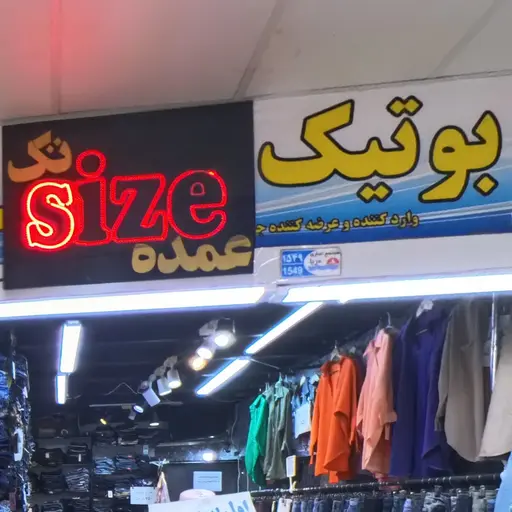 تک
size
عمده
بوتیک
وارد کننده و عرضه کننده
۱۵۴۹
1549